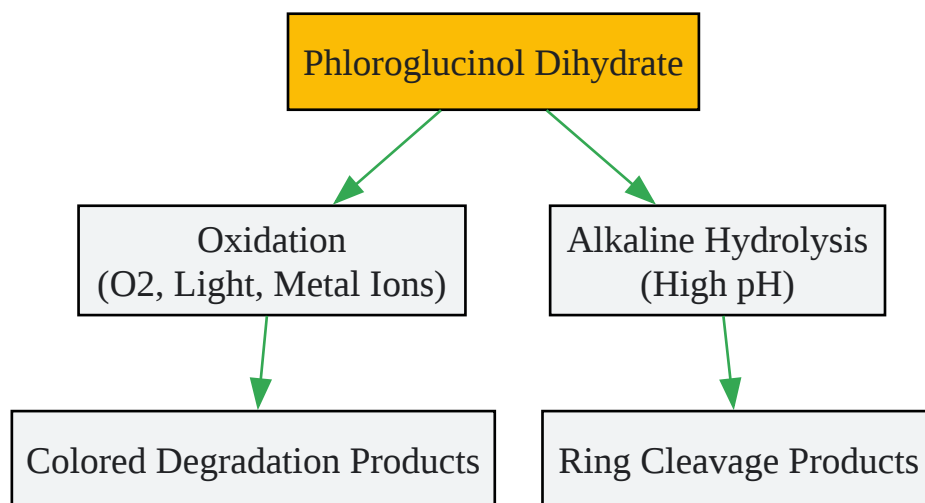 Phloroglucinol Dihydrate
Oxidation
(O2, Light, Metal Ions)
Alkaline Hydrolysis
(High pH)
Colored Degradation Products
Ring Cleavage Products